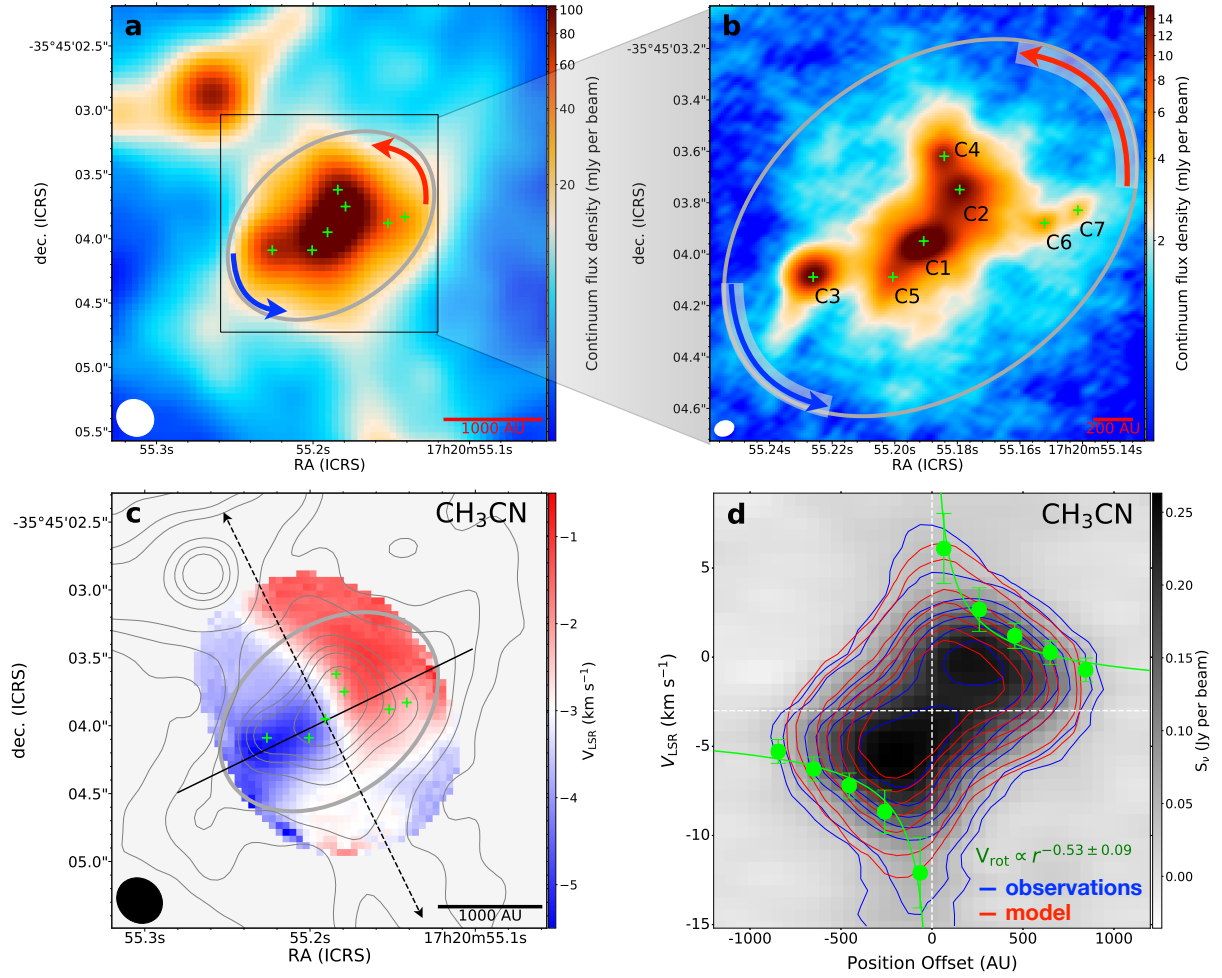 a
-35°45'02.5"
03.0"
03.5"
04.0"
04.5"
05.0"
05.5"
dec. (ICRS)
55.3s
55.2s
17h20m55.1s
RA (ICRS)
1000 AU
100
80
60
40
20
Continuum flux density (mJy per beam)
b
-35°45'03.2"
03.4"
03.6"
03.8"
04.0"
04.2"
04.4"
04.6"
dec. (ICRS)
C4
C2
C7
C6
C1
C5
C3
55.24s
55.22s
55.20s
55.18s
55.16s
17h20m55.14s
RA (ICRS)
200 AU
14
12
10
8
6
4
2
Continuum flux density (mJy per beam)
c
CH₃CN
-35°45'02.5"
03.0"
03.5"
04.0"
04.5"
05.0"
dec. (ICRS)
55.3s
55.2s
17h20m55.1s
RA (ICRS)
1000 AU
−1
−2
−3
−4
−5
V_LSR (km s⁻¹)
d
CH₃CN
5
0
-5
-10
-15
V_LSR (km s⁻¹)
V_rot ∝ r^−0.53 ± 0.09
observations
model
-1000
-500
0
500
1000
Position Offset (AU)
0.25
0.20
0.15
0.10
0.05
0.00
S_ν (Jy per beam)